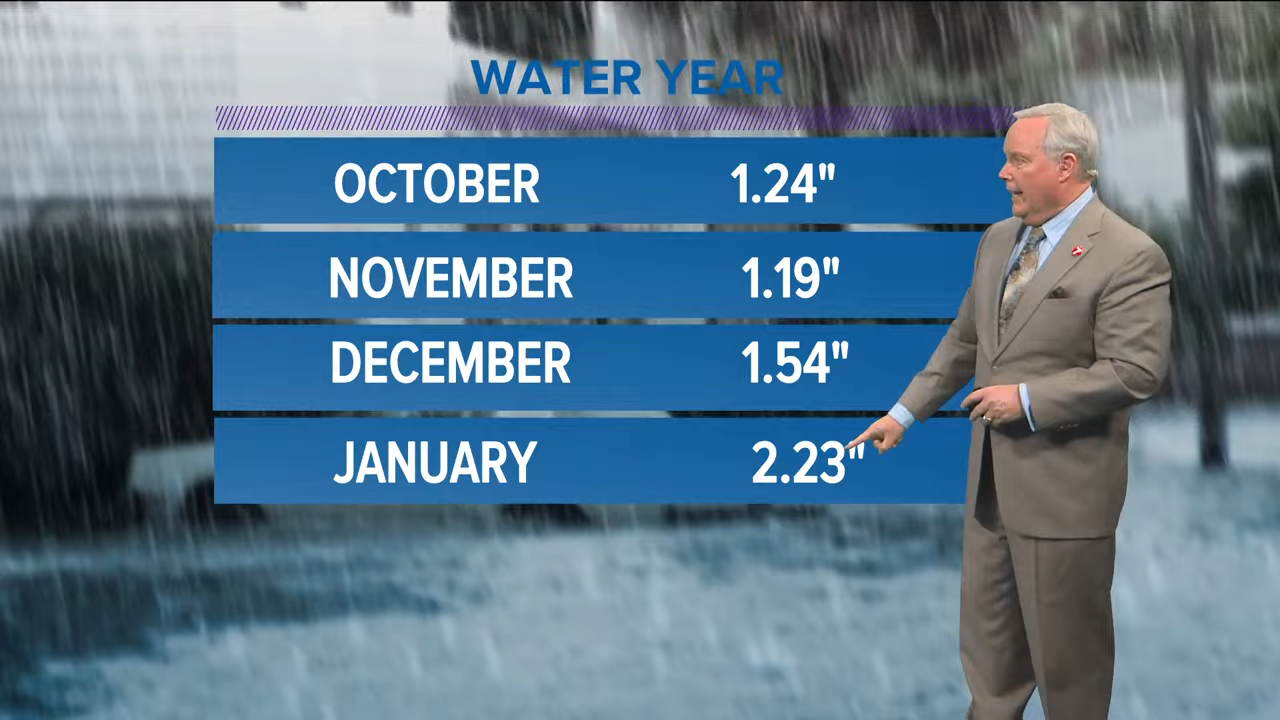 WATER YEAR
OCTOBER 1.24"
NOVEMBER 1.19"
DECEMBER 1.54"
JANUARY 2.23"